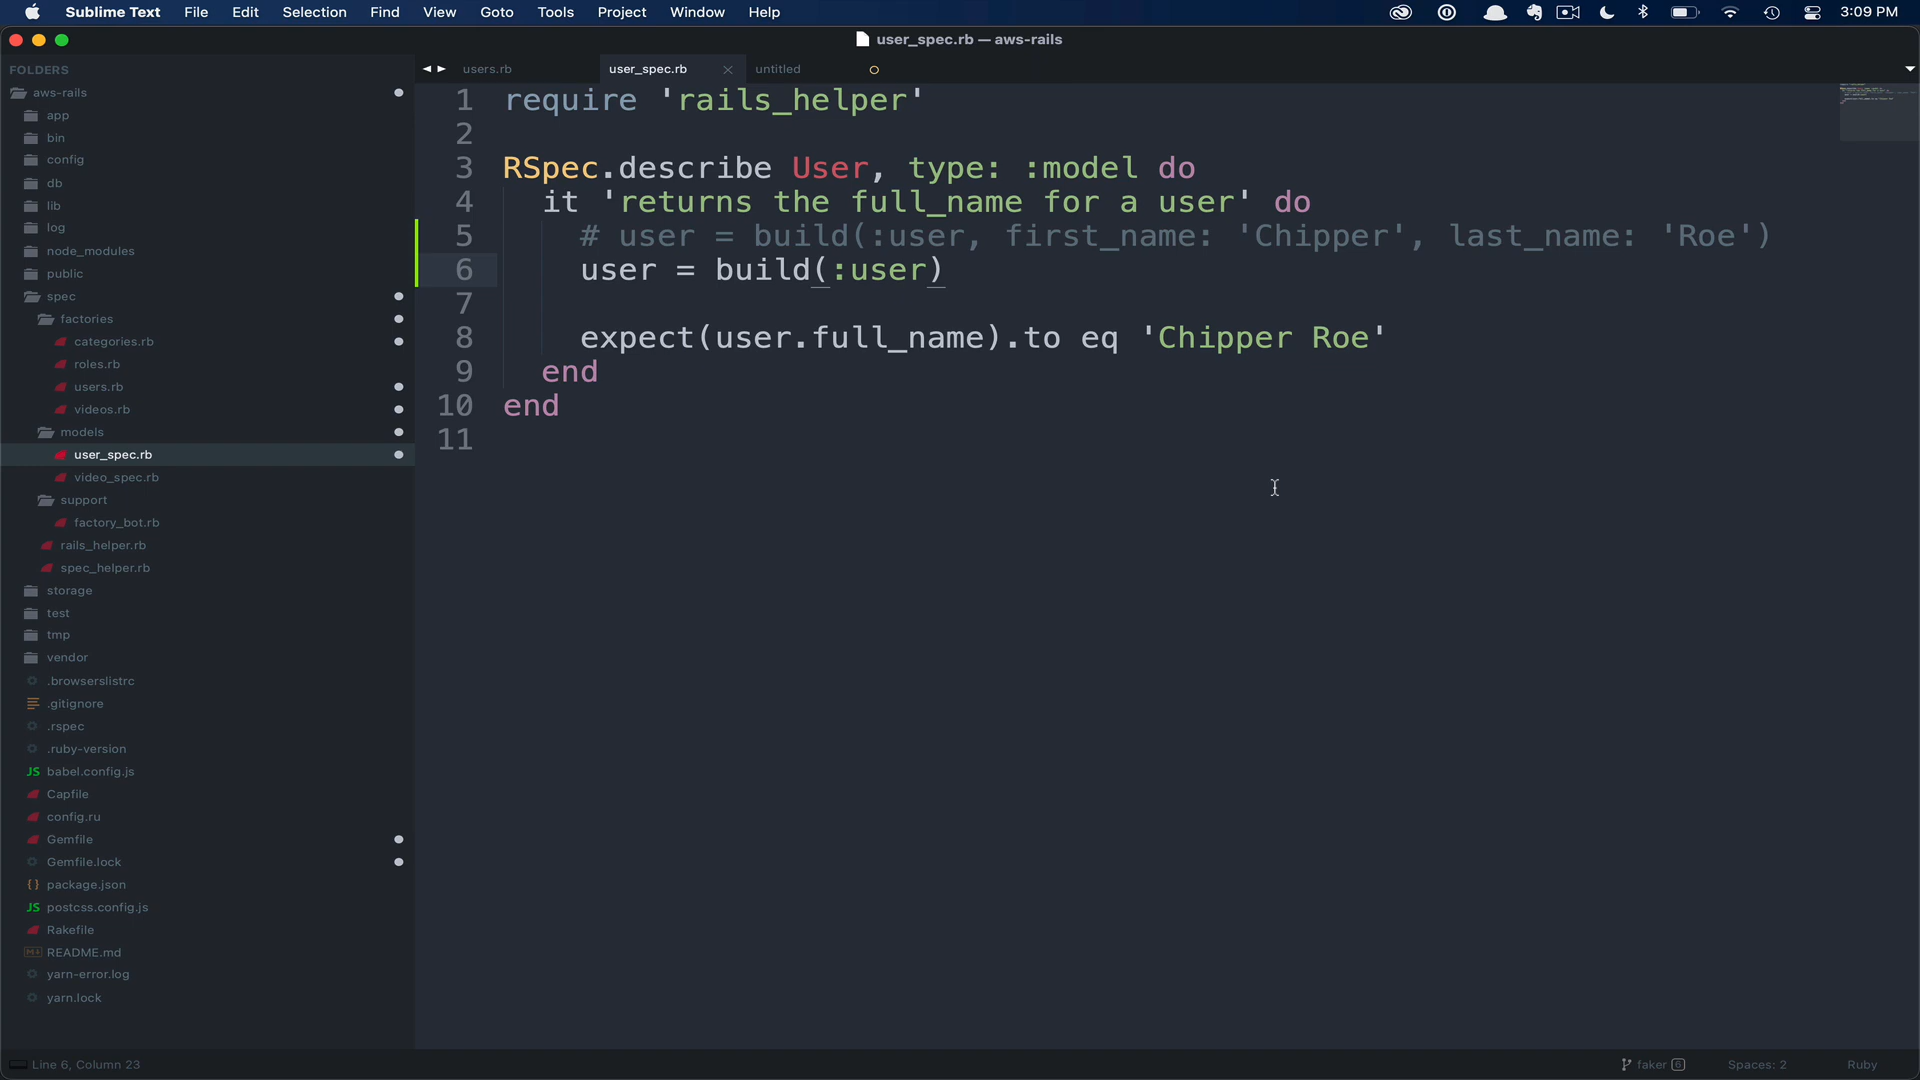 Sublime Text File Edit Selection Find View Goto Tools Project Window Help 3:09 PM
user_spec.rb — aws-rails
FOLDERS
aws-rails
app
bin
config
db
lib
log
node_modules
public
spec
factories
categories.rb
roles.rb
users.rb
videos.rb
models
user_spec.rb
video_spec.rb
support
factory_bot.rb
rails_helper.rb
spec_helper.rb
storage
test
tmp
vendor
.browserslistrc
.gitignore
.rspec
.ruby-version
JS babel.config.js
Capfile
config.ru
Gemfile
Gemfile.lock
{ } package.json
JS postcss.config.js
Rakefile
README.md
yarn-error.log
yarn.lock
users.rb user_spec.rb untitled
1 require 'rails_helper'
2
3 RSpec.describe User, type: :model do
4 it 'returns the full_name for a user' do
5 # user = build(:user, first_name: 'Chipper', last_name: 'Roe')
6 user = build(:user)
7
8 expect(user.full_name).to eq 'Chipper Roe'
9 end
10 end
11
Line 6, Column 23 faker 6 Spaces: 2 Ruby